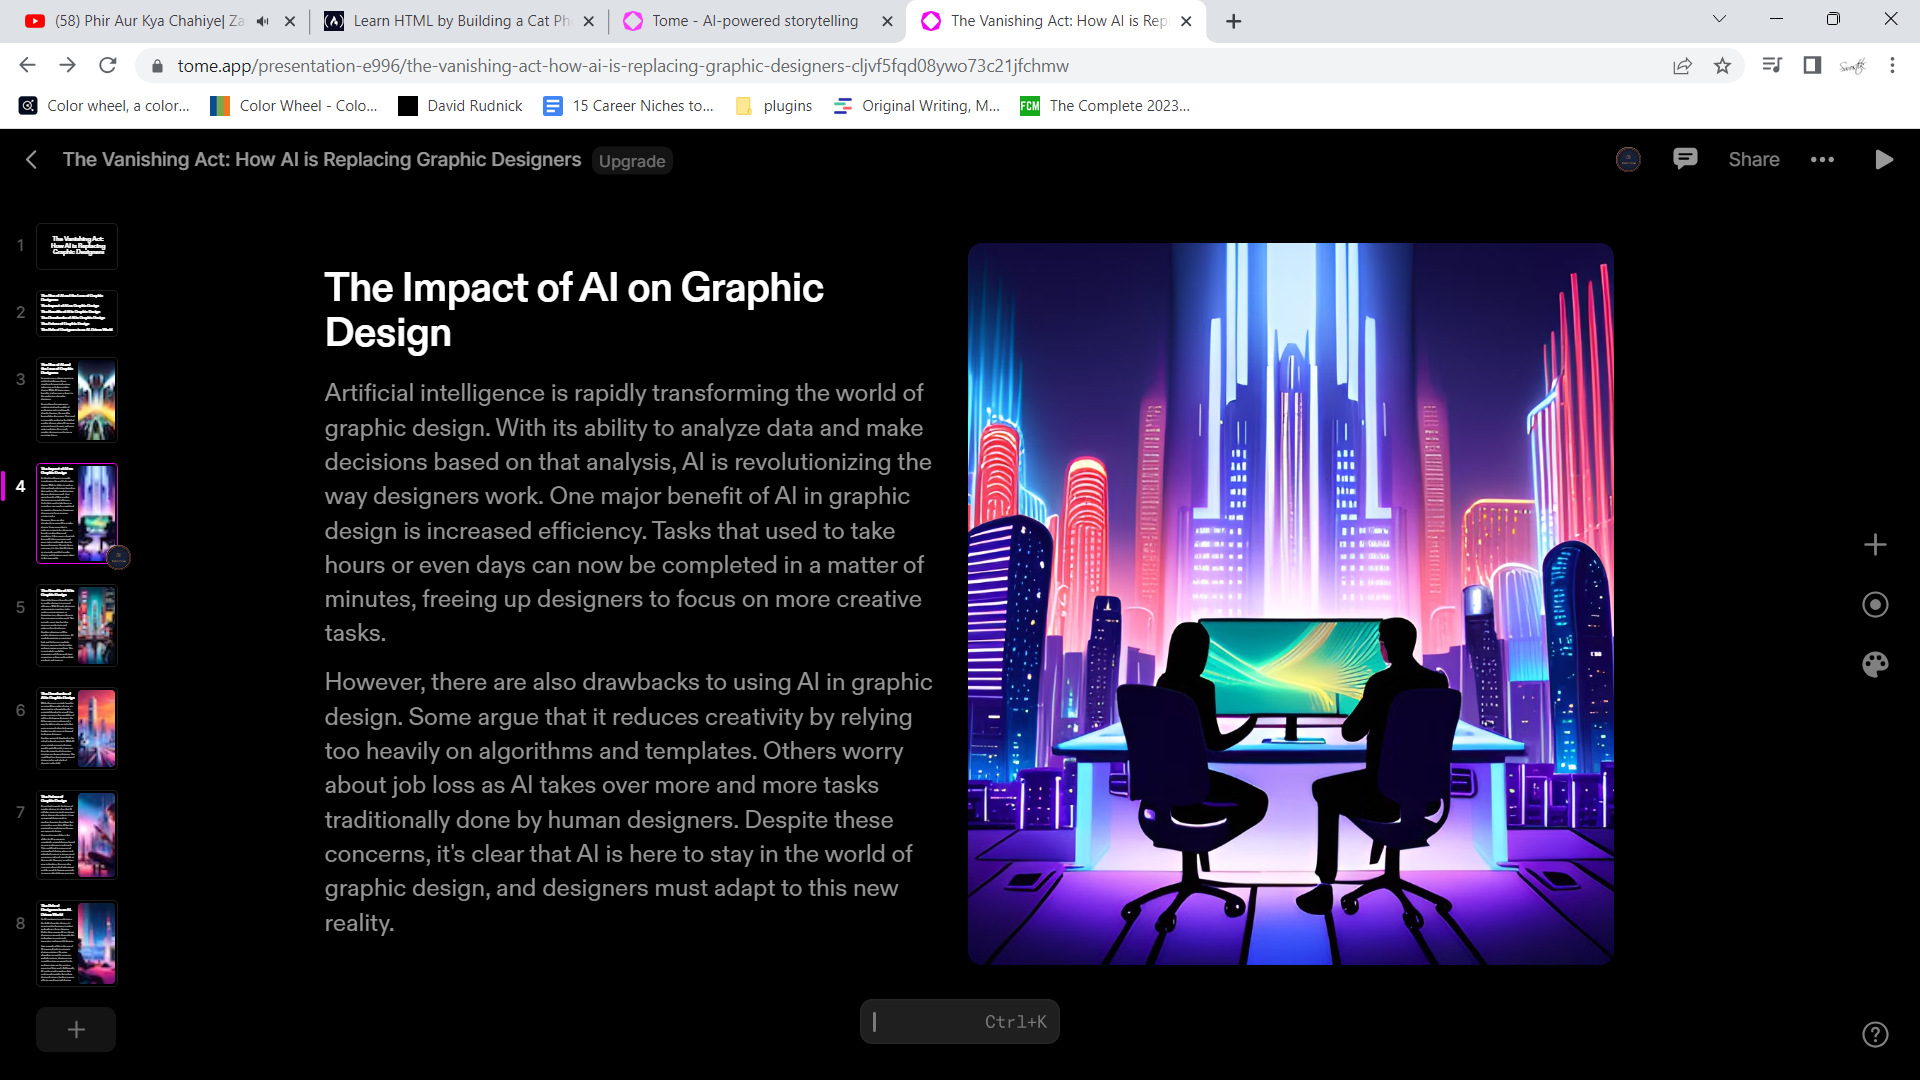 (58) Phir Aur Kya Chahiye| Za
Learn HTML by Building a Cat Ph
Tome - AI-powered storytelling
The Vanishing Act: How AI is Rep
tome.app/presentation-e996/the-vanishing-act-how-ai-is-replacing-graphic-designers-cljvf5fqd08ywo73c21jfchmw
Color wheel, a color...
Color Wheel - Colo...
David Rudnick
15 Career Niches to...
plugins
Original Writing, M...
FCM
The Complete 2023...
The Vanishing Act: How AI is Replacing Graphic Designers
Upgrade
Share
1
The Vanishing Act:
How AI is Replacing
Graphic Designers
2
3
4
5
6
7
8
The Impact of AI on Graphic
Design
Artificial intelligence is rapidly transforming the world of
graphic design. With its ability to analyze data and make
decisions based on that analysis, AI is revolutionizing the
way designers work. One major benefit of AI in graphic
design is increased efficiency. Tasks that used to take
hours or even days can now be completed in a matter of
minutes, freeing up designers to focus on more creative
tasks.
However, there are also drawbacks to using AI in graphic
design. Some argue that it reduces creativity by relying
too heavily on algorithms and templates. Others worry
about job loss as AI takes over more and more tasks
traditionally done by human designers. Despite these
concerns, it's clear that AI is here to stay in the world of
graphic design, and designers must adapt to this new
reality.
Ctrl+K